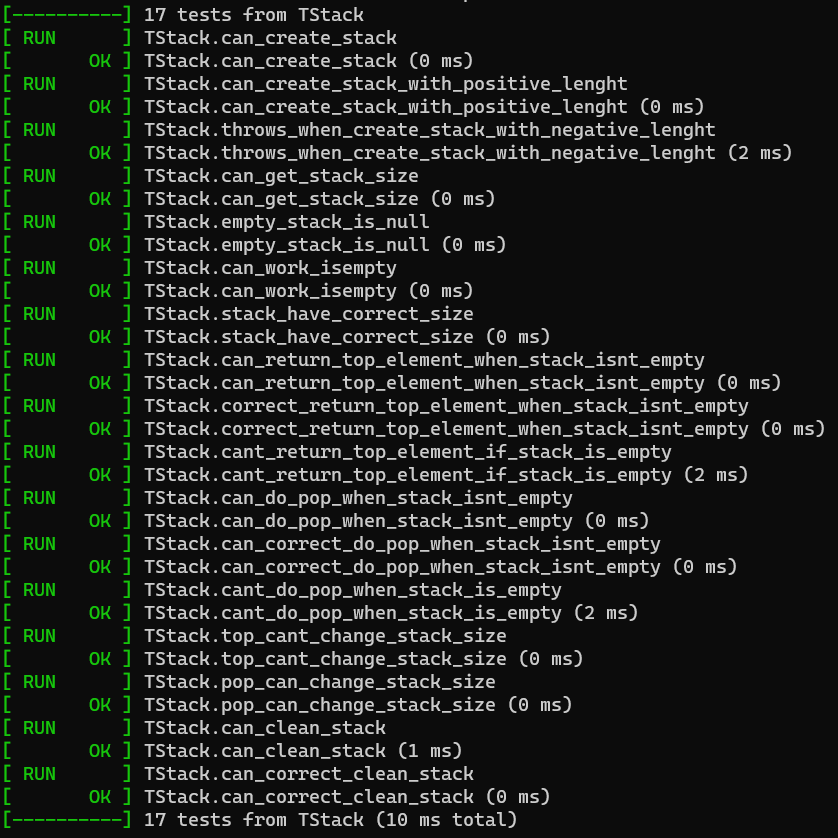 [----------] 17 tests from TStack
[ RUN      ] TStack.can_create_stack
[       OK ] TStack.can_create_stack (0 ms)
[ RUN      ] TStack.can_create_stack_with_positive_lenght
[       OK ] TStack.can_create_stack_with_positive_lenght (0 ms)
[ RUN      ] TStack.throws_when_create_stack_with_negative_lenght
[       OK ] TStack.throws_when_create_stack_with_negative_lenght (2 ms)
[ RUN      ] TStack.can_get_stack_size
[       OK ] TStack.can_get_stack_size (0 ms)
[ RUN      ] TStack.empty_stack_is_null
[       OK ] TStack.empty_stack_is_null (0 ms)
[ RUN      ] TStack.can_work_isempty
[       OK ] TStack.can_work_isempty (0 ms)
[ RUN      ] TStack.stack_have_correct_size
[       OK ] TStack.stack_have_correct_size (0 ms)
[ RUN      ] TStack.can_return_top_element_when_stack_isnt_empty
[       OK ] TStack.can_return_top_element_when_stack_isnt_empty (0 ms)
[ RUN      ] TStack.correct_return_top_element_when_stack_isnt_empty
[       OK ] TStack.correct_return_top_element_when_stack_isnt_empty (0 ms)
[ RUN      ] TStack.cant_return_top_element_if_stack_is_empty
[       OK ] TStack.cant_return_top_element_if_stack_is_empty (2 ms)
[ RUN      ] TStack.can_do_pop_when_stack_isnt_empty
[       OK ] TStack.can_do_pop_when_stack_isnt_empty (0 ms)
[ RUN      ] TStack.can_correct_do_pop_when_stack_isnt_empty
[       OK ] TStack.can_correct_do_pop_when_stack_isnt_empty (0 ms)
[ RUN      ] TStack.cant_do_pop_when_stack_is_empty
[       OK ] TStack.cant_do_pop_when_stack_is_empty (2 ms)
[ RUN      ] TStack.top_cant_change_stack_size
[       OK ] TStack.top_cant_change_stack_size (0 ms)
[ RUN      ] TStack.pop_can_change_stack_size
[       OK ] TStack.pop_can_change_stack_size (0 ms)
[ RUN      ] TStack.can_clean_stack
[       OK ] TStack.can_clean_stack (1 ms)
[ RUN      ] TStack.can_correct_clean_stack
[       OK ] TStack.can_correct_clean_stack (0 ms)
[----------] 17 tests from TStack (10 ms total)